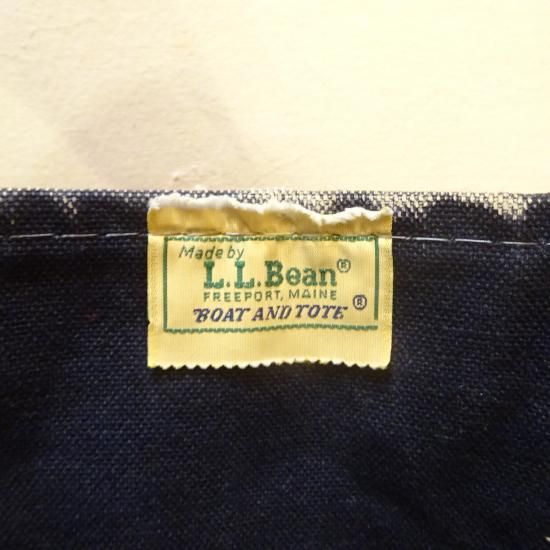 Made by
L.L.Bean®
FREEPORT, MAINE
"BOAT AND TOTE"®